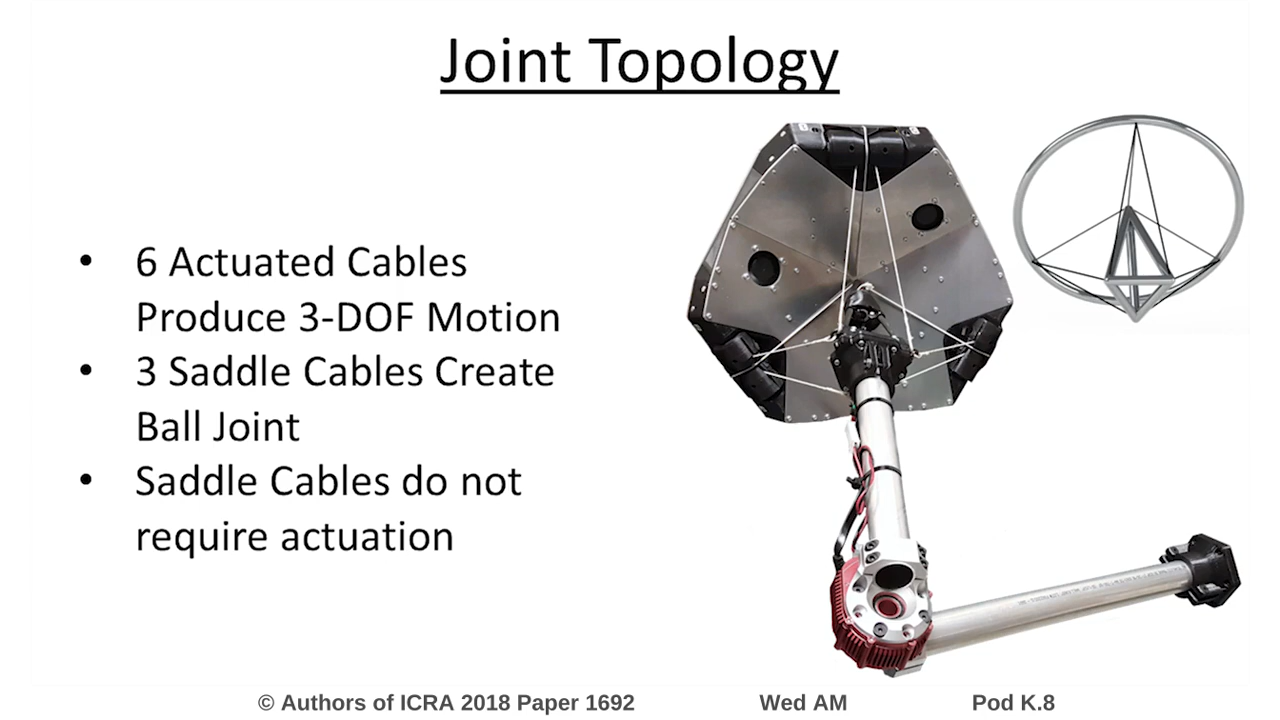 Joint Topology
• 6 Actuated Cables
Produce 3-DOF Motion
• 3 Saddle Cables Create
Ball Joint
• Saddle Cables do not
require actuation
© Authors of ICRA 2018 Paper 1692 Wed AM Pod K.8